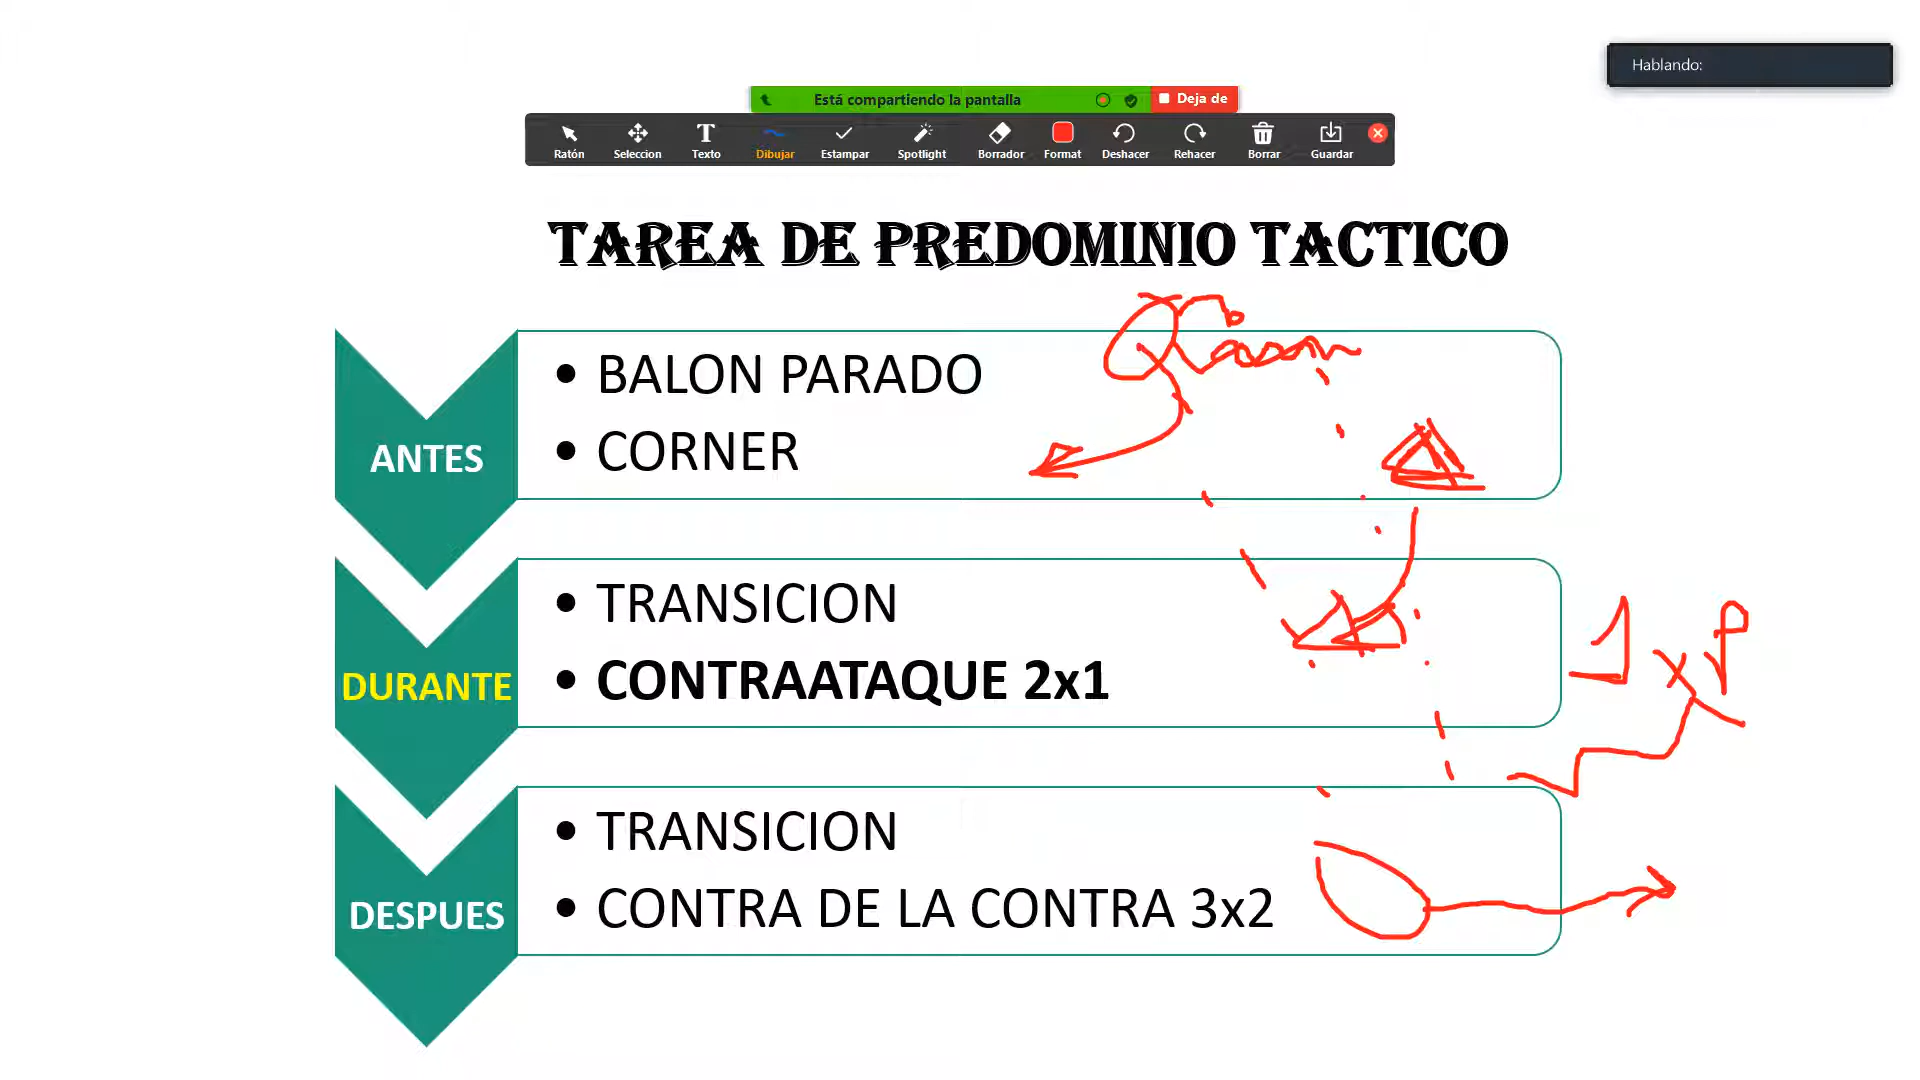 Hablando:
Está compartiendo la pantalla Deja de
Ratón Seleccion Texto Dibujar Estampar Spotlight Borrador Format Deshacer Rehacer Borrar Guardar
TAREA DE PREDOMINIO TACTICO
ANTES
• BALON PARADO
• CORNER
DURANTE
• TRANSICION
• CONTRAATAQUE 2x1
1xP
DESPUES
• TRANSICION
• CONTRA DE LA CONTRA 3x2